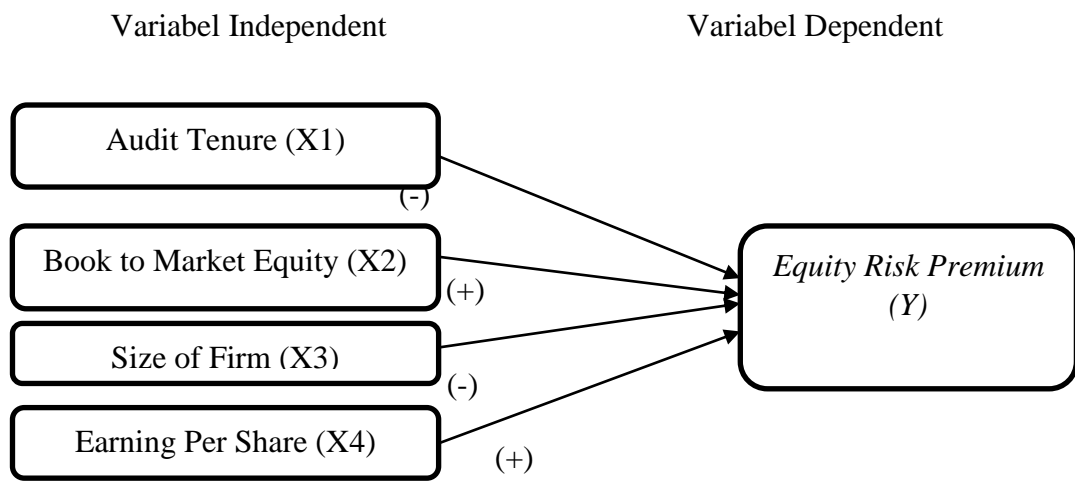 Variabel Independent
Variabel Dependent
Audit Tenure (X1)
(-)
Book to Market Equity (X2)
(+)
Size of Firm (X3)
(-)
Earning Per Share (X4)
(+)
Equity Risk Premium
(Y)